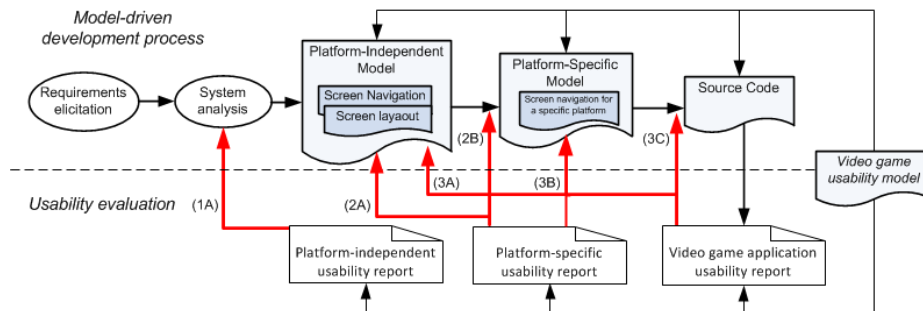 Model-driven
development process
Requirements
elicitation
System
analysis
Platform-Independent
Model
Screen Navigation
Screen layaout
Platform-Specific
Model
Screen navigation for
a specific platform
Source Code
(2B)
(3C)
(1A)
(2A)
(3A)
(3B)
Video game
usability model
Usability evaluation
Platform-independent
usability report
Platform-specific
usability report
Video game application
usability report